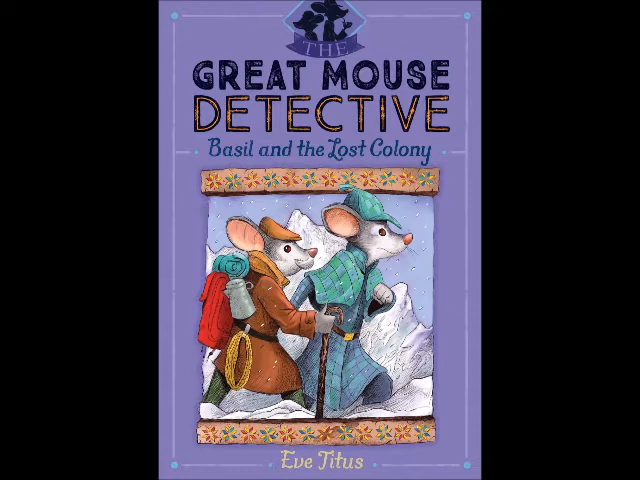 THE
GREAT MOUSE
DETECTIVE
Basil and the Lost Colony
Eve Titus